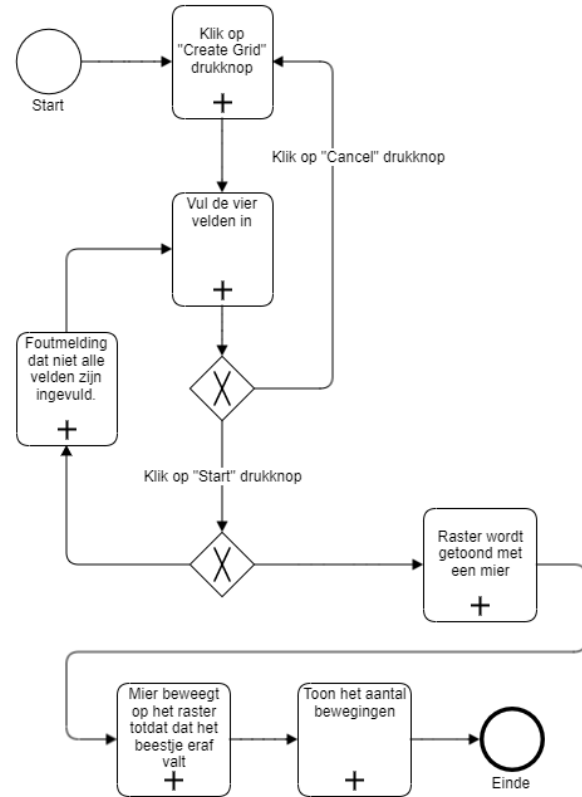 Klik op
"Create Grid"
drukknop
Start
Klik op "Cancel" drukknop
Vul de vier
velden in
Foutmelding
dat niet alle
velden zijn
ingevuld.
Klik op "Start" drukknop
Raster wordt
getoond met
een mier
Mier beweegt
op het raster
totdat dat het
beestje eraf
valt
Toon het aantal
bewegingen
Einde